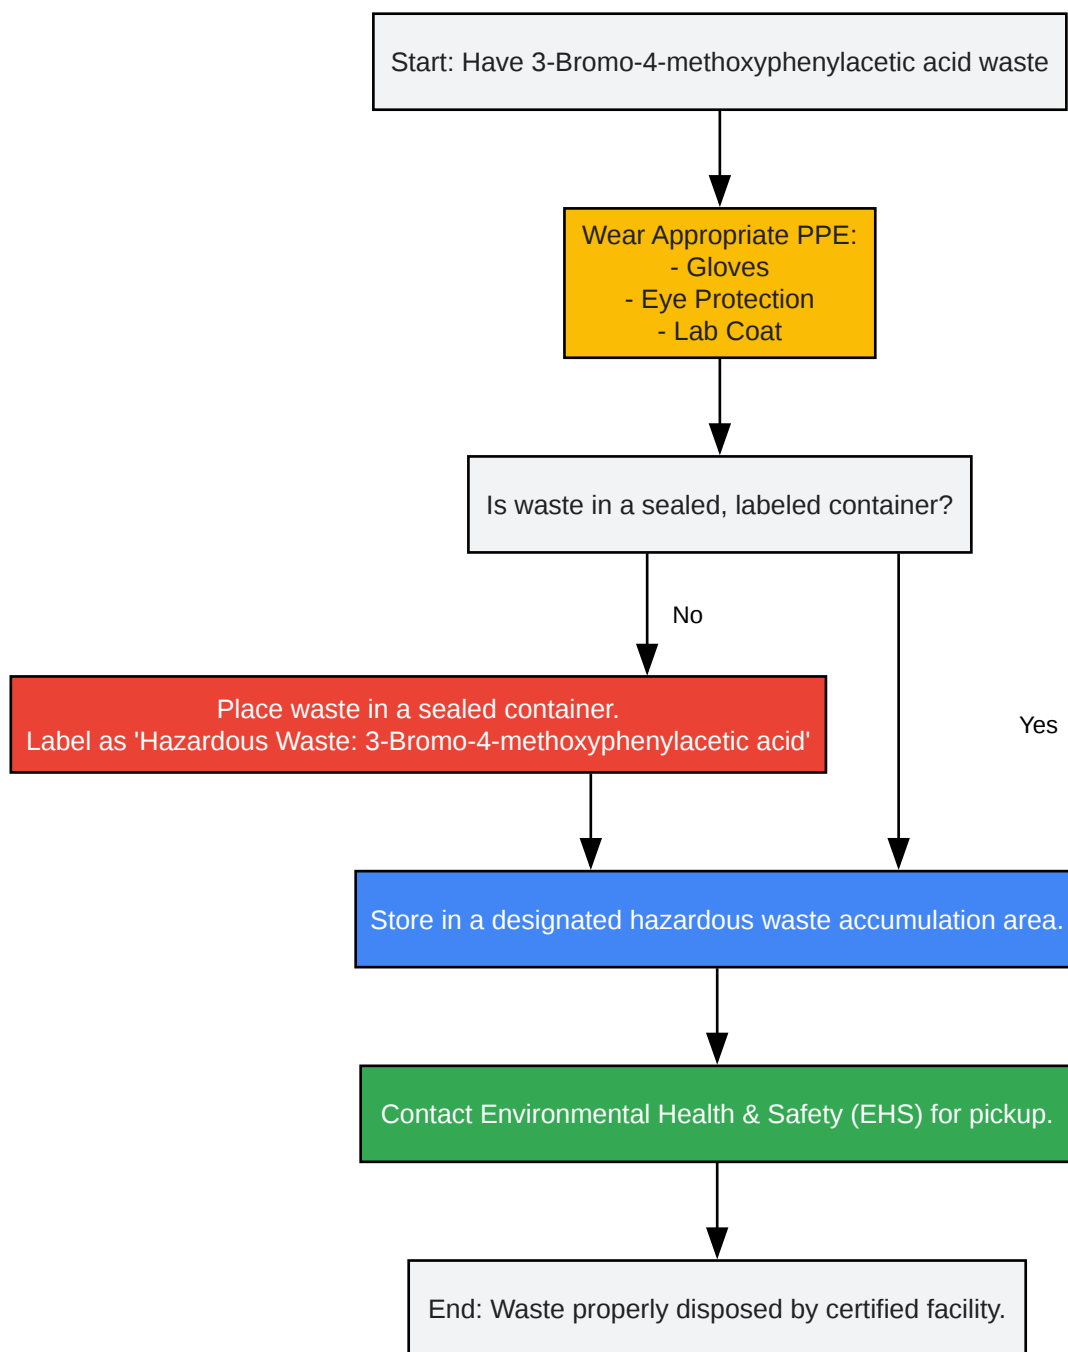 Start: Have 3-Bromo-4-methoxyphenylacetic acid waste
Wear Appropriate PPE:
- Gloves
- Eye Protection
- Lab Coat
Is waste in a sealed, labeled container?
No
Place waste in a sealed container.
Label as 'Hazardous Waste: 3-Bromo-4-methoxyphenylacetic acid'
Yes
Store in a designated hazardous waste accumulation area.
Contact Environmental Health & Safety (EHS) for pickup.
End: Waste properly disposed by certified facility.